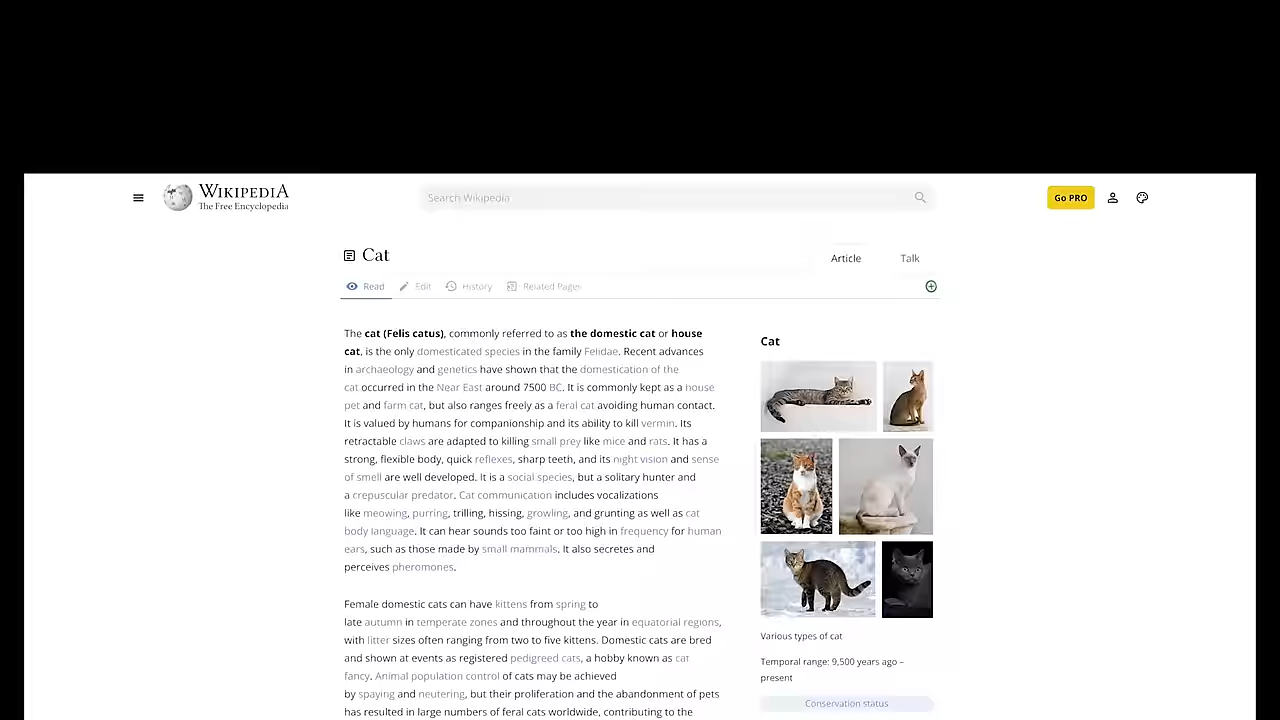 WIKIPEDIA
The Free Encyclopedia
Search Wikipedia
Go PRO
Cat
Article
Talk
Read
Edit
History
Related Pages
The cat (Felis catus), commonly referred to as the domestic cat or house
cat, is the only domesticated species in the family Felidae. Recent advances
in archaeology and genetics have shown that the domestication of the
cat occurred in the Near East around 7500 BC. It is commonly kept as a house
pet and farm cat, but also ranges freely as a feral cat avoiding human contact.
It is valued by humans for companionship and its ability to kill vermin. Its
retractable claws are adapted to killing small prey like mice and rats. It has a
strong, flexible body, quick reflexes, sharp teeth, and its night vision and sense
of smell are well developed. It is a social species, but a solitary hunter and
a crepuscular predator. Cat communication includes vocalizations
like meowing, purring, trilling, hissing, growling, and grunting as well as cat
body language. It can hear sounds too faint or too high in frequency for human
ears, such as those made by small mammals. It also secretes and
perceives pheromones.
Female domestic cats can have kittens from spring to
late autumn in temperate zones and throughout the year in equatorial regions,
with litter sizes often ranging from two to five kittens. Domestic cats are bred
and shown at events as registered pedigreed cats, a hobby known as cat
fancy. Animal population control of cats may be achieved
by spaying and neutering, but their proliferation and the abandonment of pets
has resulted in large numbers of feral cats worldwide, contributing to the
Cat
Various types of cat
Temporal range: 9,500 years ago –
present
Conservation status